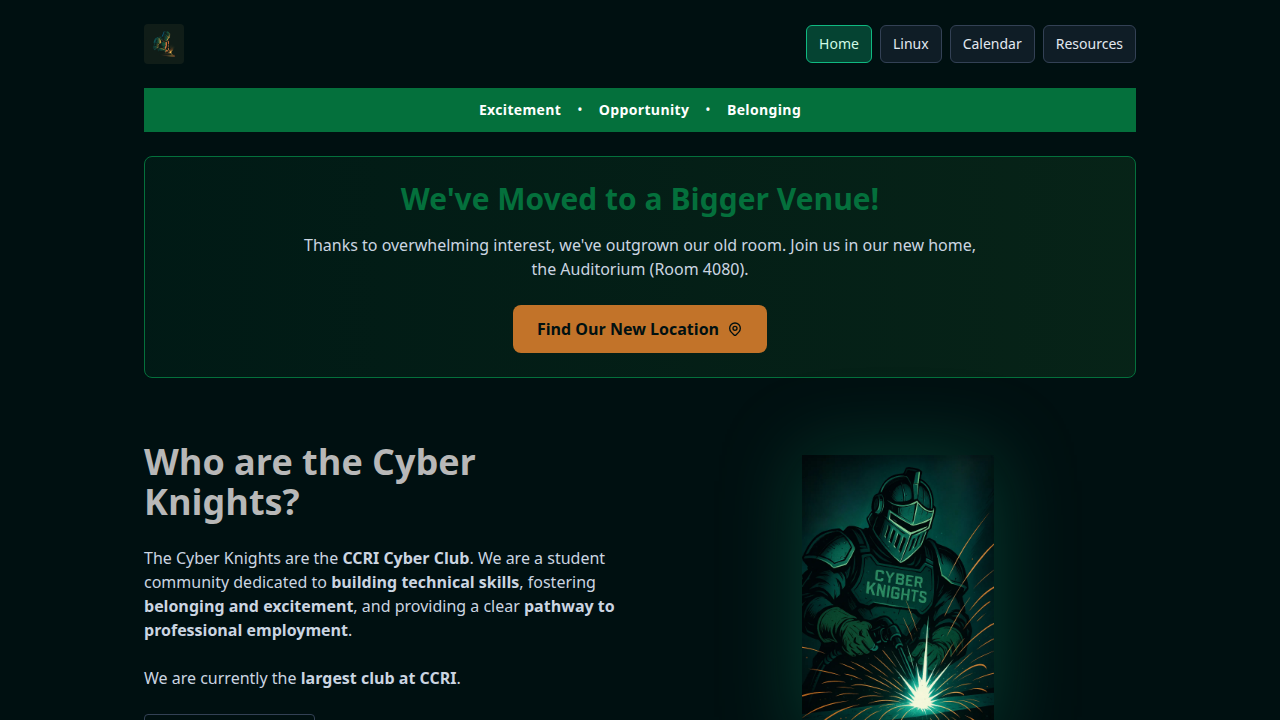 Home
Linux
Calendar
Resources
Excitement • Opportunity • Belonging
We've Moved to a Bigger Venue!
Thanks to overwhelming interest, we've outgrown our old room. Join us in our new home,
the Auditorium (Room 4080).
Find Our New Location
Who are the Cyber
Knights?
The Cyber Knights are the CCRI Cyber Club. We are a student
community dedicated to building technical skills, fostering
belonging and excitement, and providing a clear pathway to
professional employment.
We are currently the largest club at CCRI.
CYBER
KNIGHTS